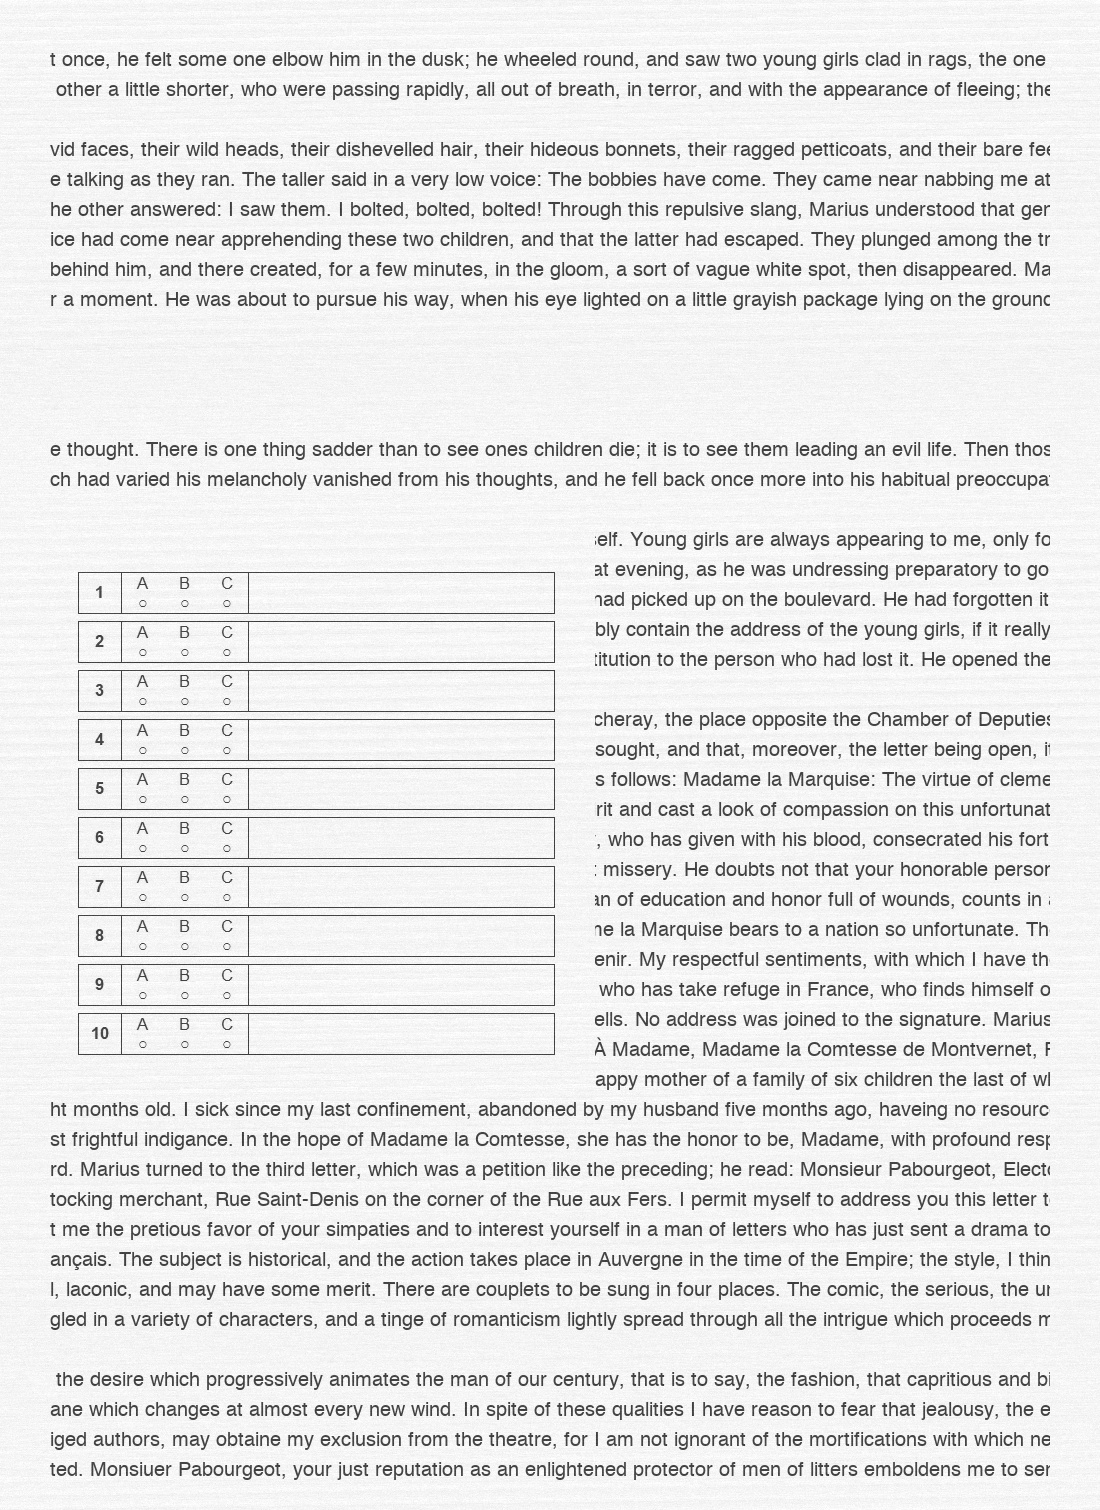 t once, he felt some one elbow him in the dusk; he wheeled round, and saw two young girls clad in rags, the one
other a little shorter, who were passing rapidly, all out of breath, in terror, and with the appearance of fleeing; the
vid faces, their wild heads, their dishevelled hair, their hideous bonnets, their ragged petticoats, and their bare fee
e talking as they ran. The taller said in a very low voice: The bobbies have come. They came near nabbing me at
he other answered: I saw them. I bolted, bolted, bolted! Through this repulsive slang, Marius understood that gen
ice had come near apprehending these two children, and that the latter had escaped. They plunged among the tr
behind him, and there created, for a few minutes, in the gloom, a sort of vague white spot, then disappeared. Ma
r a moment. He was about to pursue his way, when his eye lighted on a little grayish package lying on the ground
e thought. There is one thing sadder than to see ones children die; it is to see them leading an evil life. Then thos
ch had varied his melancholy vanished from his thoughts, and he fell back once more into his habitual preoccupa
1 A B C
2 A B C
3 A B C
4 A B C
5 A B C
6 A B C
7 A B C
8 A B C
9 A B C
10 A B C
self. Young girls are always appearing to me, only fo
at evening, as he was undressing preparatory to go
had picked up on the boulevard. He had forgotten it
bly contain the address of the young girls, if it really
titution to the person who had lost it. He opened the
cheray, the place opposite the Chamber of Deputies
sought, and that, moreover, the letter being open, it
s follows: Madame la Marquise: The virtue of cleme
rit and cast a look of compassion on this unfortunat
, who has given with his blood, consecrated his fort
missery. He doubts not that your honorable person
an of education and honor full of wounds, counts in
ne la Marquise bears to a nation so unfortunate. Th
enir. My respectful sentiments, with which I have th
who has take refuge in France, who finds himself o
ells. No address was joined to the signature. Marius
À Madame, Madame la Comtesse de Montvernet, R
appy mother of a family of six children the last of wh
ht months old. I sick since my last confinement, abandoned by my husband five months ago, haveing no resourc
st frightful indigance. In the hope of Madame la Comtesse, she has the honor to be, Madame, with profound resp
rd. Marius turned to the third letter, which was a petition like the preceding; he read: Monsieur Pabourgeot, Electo
tocking merchant, Rue Saint-Denis on the corner of the Rue aux Fers. I permit myself to address you this letter t
t me the pretious favor of your simpaties and to interest yourself in a man of letters who has just sent a drama to
ançais. The subject is historical, and the action takes place in Auvergne in the time of the Empire; the style, I thin
l, laconic, and may have some merit. There are couplets to be sung in four places. The comic, the serious, the un
gled in a variety of characters, and a tinge of romanticism lightly spread through all the intrigue which proceeds m
the desire which progressively animates the man of our century, that is to say, the fashion, that capritious and bi
ane which changes at almost every new wind. In spite of these qualities I have reason to fear that jealousy, the e
iged authors, may obtaine my exclusion from the theatre, for I am not ignorant of the mortifications with which ne
ted. Monsiuer Pabourgeot, your just reputation as an enlightened protector of men of litters emboldens me to sen